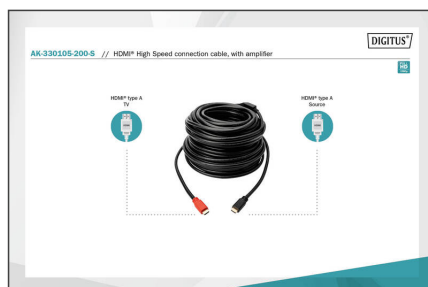 DIGITUS®
AK-330105-200-S // HDMI® High Speed connection cable, with amplifier
HDMI® type A
TV
HDMI® type A
Source